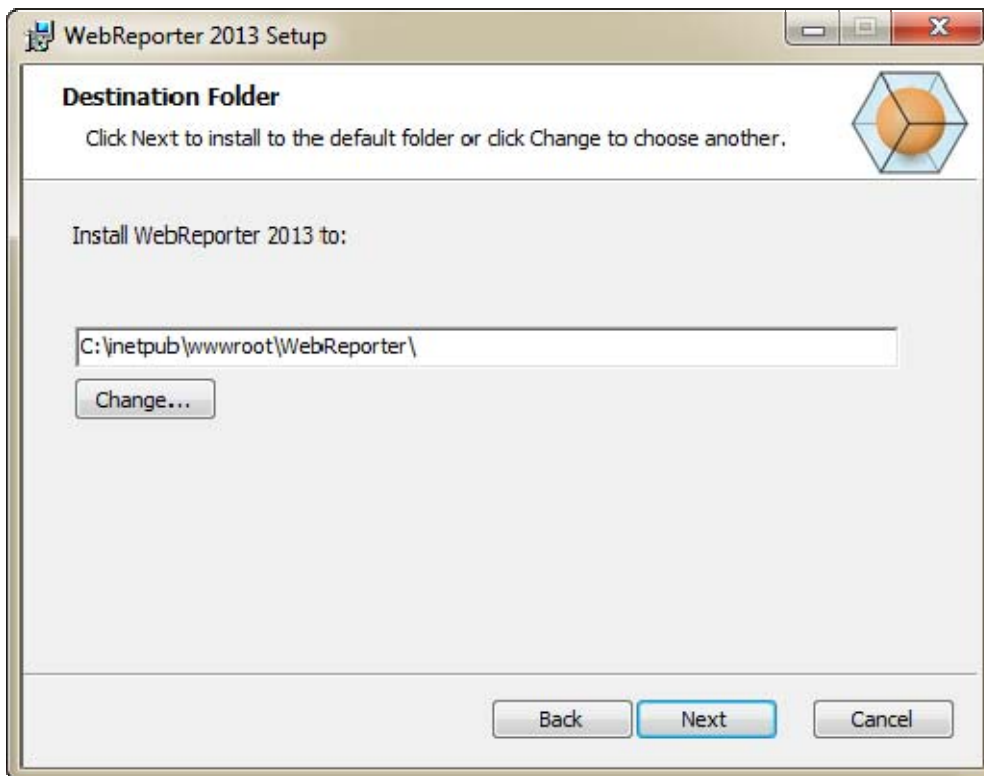 WebReporter 2013 Setup
Destination Folder
Click Next to install to the default folder or click Change to choose another.
Install WebReporter 2013 to:
C:\inetpub\wwwroot\WebReporter\
Change...
Back Next Cancel